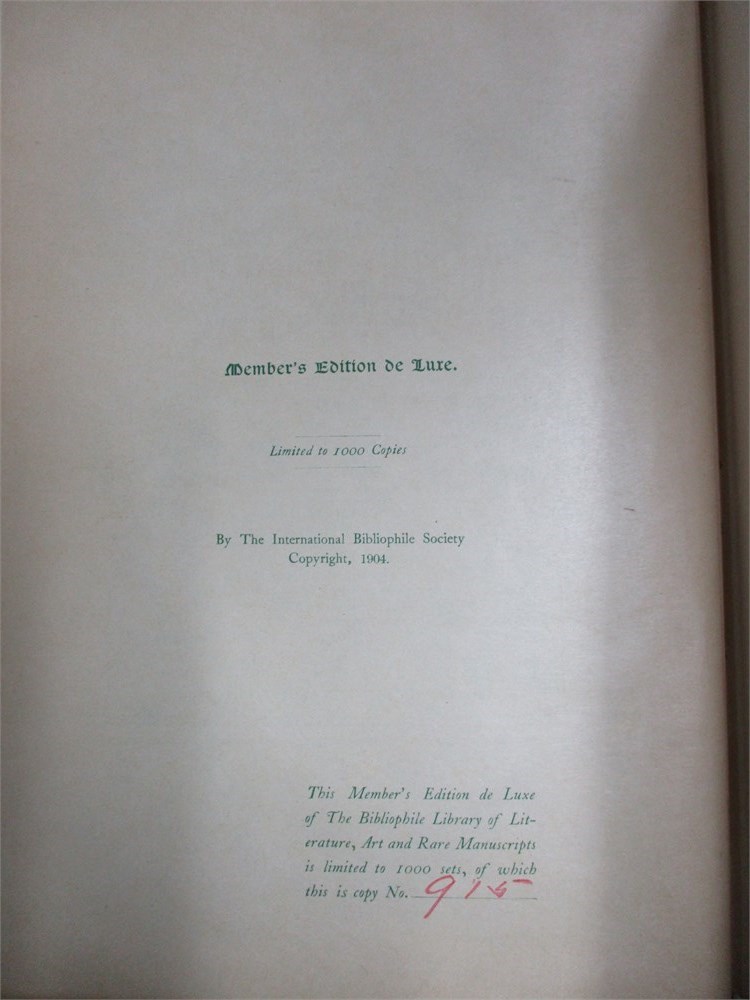 Member's Edition de Luxe.
Limited to 1000 Copies
By The International Bibliophile Society
Copyright, 1904.
This Member's Edition de Luxe
of The Bibliophile Library of Lit-
erature, Art and Rare Manuscripts
is limited to 1000 sets, of which
this is copy No. 915